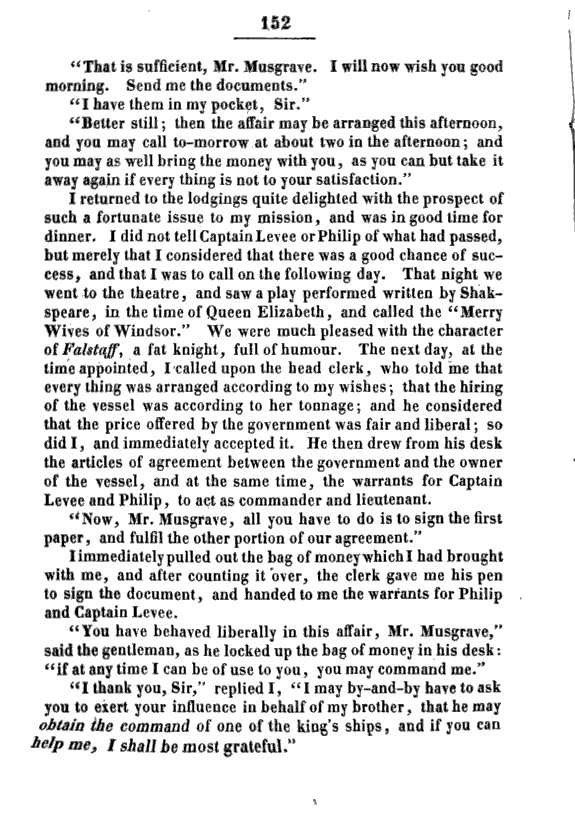 152
“That is sufficient, Mr. Musgrave. I will now wish you good
morning. Send me the documents.”
“I have them in my pocket, Sir.”
“Better still; then the affair may be arranged this afternoon,
and you may call to-morrow at about two in the afternoon; and
you may as well bring the money with you, as you can but take it
away again if every thing is not to your satisfaction.”
I returned to the lodgings quite delighted with the prospect of
such a fortunate issue to my mission, and was in good time for
dinner. I did not tell Captain Levee or Philip of what had passed,
but merely that I considered that there was a good chance of suc-
cess, and that I was to call on the following day. That night we
went to the theatre, and saw a play performed written by Shak-
speare, in the time of Queen Elizabeth, and called the “Merry
Wives of Windsor.” We were much pleased with the character
of Falstaff, a fat knight, full of humour. The next day, at the
time appointed, I called upon the head clerk, who told me that
every thing was arranged according to my wishes; that the hiring
of the vessel was according to her tonnage; and he considered
that the price offered by the government was fair and liberal; so
did I, and immediately accepted it. He then drew from his desk
the articles of agreement between the government and the owner
of the vessel, and at the same time, the warrants for Captain
Levee and Philip, to act as commander and lieutenant.
“Now, Mr. Musgrave, all you have to do is to sign the first
paper, and fulfil the other portion of our agreement.”
I immediately pulled out the bag of money which I had brought
with me, and after counting it over, the clerk gave me his pen
to sign the document, and handed to me the warrants for Philip
and Captain Levee.
“You have behaved liberally in this affair, Mr. Musgrave,”
said the gentleman, as he locked up the bag of money in his desk:
“if at any time I can be of use to you, you may command me.”
“I thank you, Sir,” replied I, “I may by-and-by have to ask
you to exert your influence in behalf of my brother, that he may
obtain the command of one of the king's ships, and if you can
help me, I shall be most grateful.”